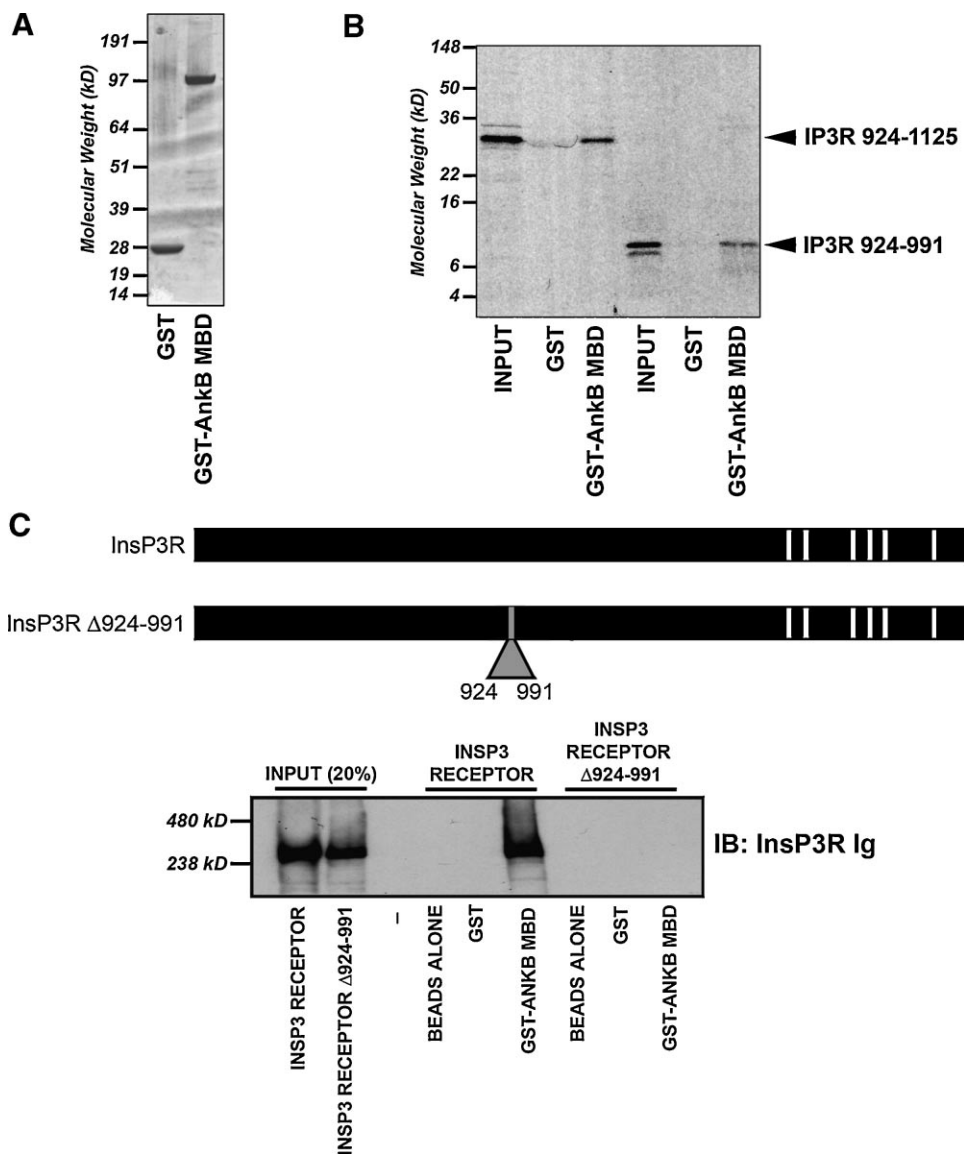 A
Molecular Weight (kD)
191
97
64
51
39
28
19
14
GST
GST-AnkB MBD
B
Molecular Weight (kD)
148
50
36
22
16
6
4
IP3R 924-1125
IP3R 924-991
INPUT
GST
GST-AnkB MBD
INPUT
GST
GST-AnkB MBD
C
InsP3R
InsP3R Δ924-991
924 991
INPUT (20%)
INSP3
RECEPTOR
INSP3
RECEPTOR
Δ924-991
480 kD
238 kD
IB: InsP3R Ig
INSP3 RECEPTOR
INSP3 RECEPTOR Δ924-991
–
BEADS ALONE
GST
GST-ANKB MBD
BEADS ALONE
GST
GST-ANKB MBD